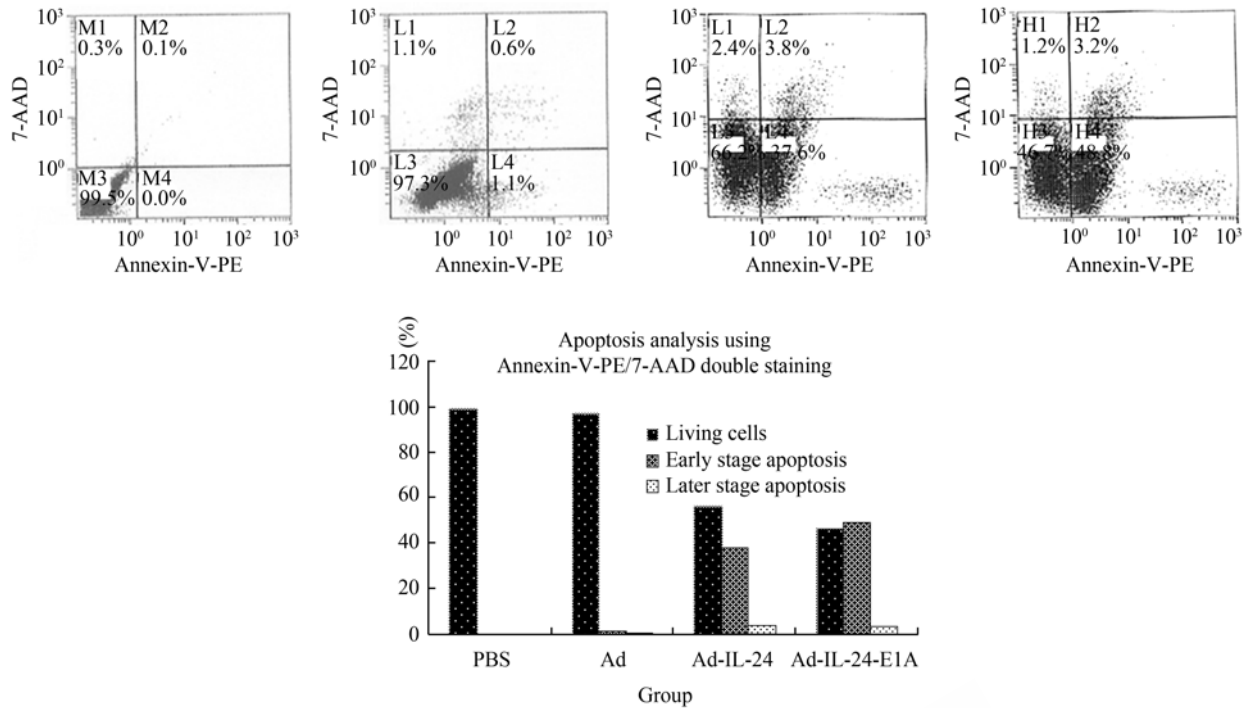 10³
10²
10¹
10⁰
7-AAD
M1
0.3%
M2
0.1%
M3
99.5%
M4
0.0%
10⁰ 10¹ 10² 10³
Annexin-V-PE
10³
10²
10¹
10⁰
7-AAD
L1
1.1%
L2
0.6%
L3
97.3%
L4
1.1%
10⁰ 10¹ 10² 10³
Annexin-V-PE
10³
10²
10¹
10⁰
7-AAD
L1
2.4%
L2
3.8%
L4
37.6%
10⁰ 10¹ 10² 10³
Annexin-V-PE
10³
10²
10¹
10⁰
7-AAD
H1
1.2%
H2
3.2%
H3
46.7%
H4
48.8%
10⁰ 10¹ 10² 10³
Annexin-V-PE
(%)
Apoptosis analysis using
Annexin-V-PE/7-AAD double staining
120
100
80
60
40
20
0
Living cells
Early stage apoptosis
Later stage apoptosis
PBS Ad Ad-IL-24 Ad-IL-24-E1A
Group